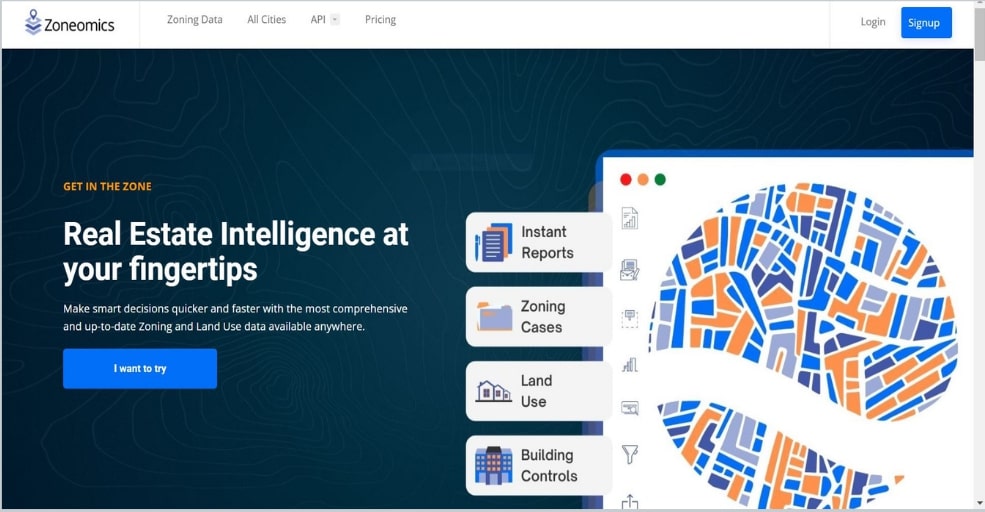 Zoneomics
Zoning Data
All Cities
API
Pricing
Login
Signup
GET IN THE ZONE
Real Estate Intelligence at
your fingertips
Make smart decisions quicker and faster with the most comprehensive
and up-to-date Zoning and Land Use data available anywhere.
I want to try
Instant
Reports
Zoning
Cases
Land
Use
Building
Controls